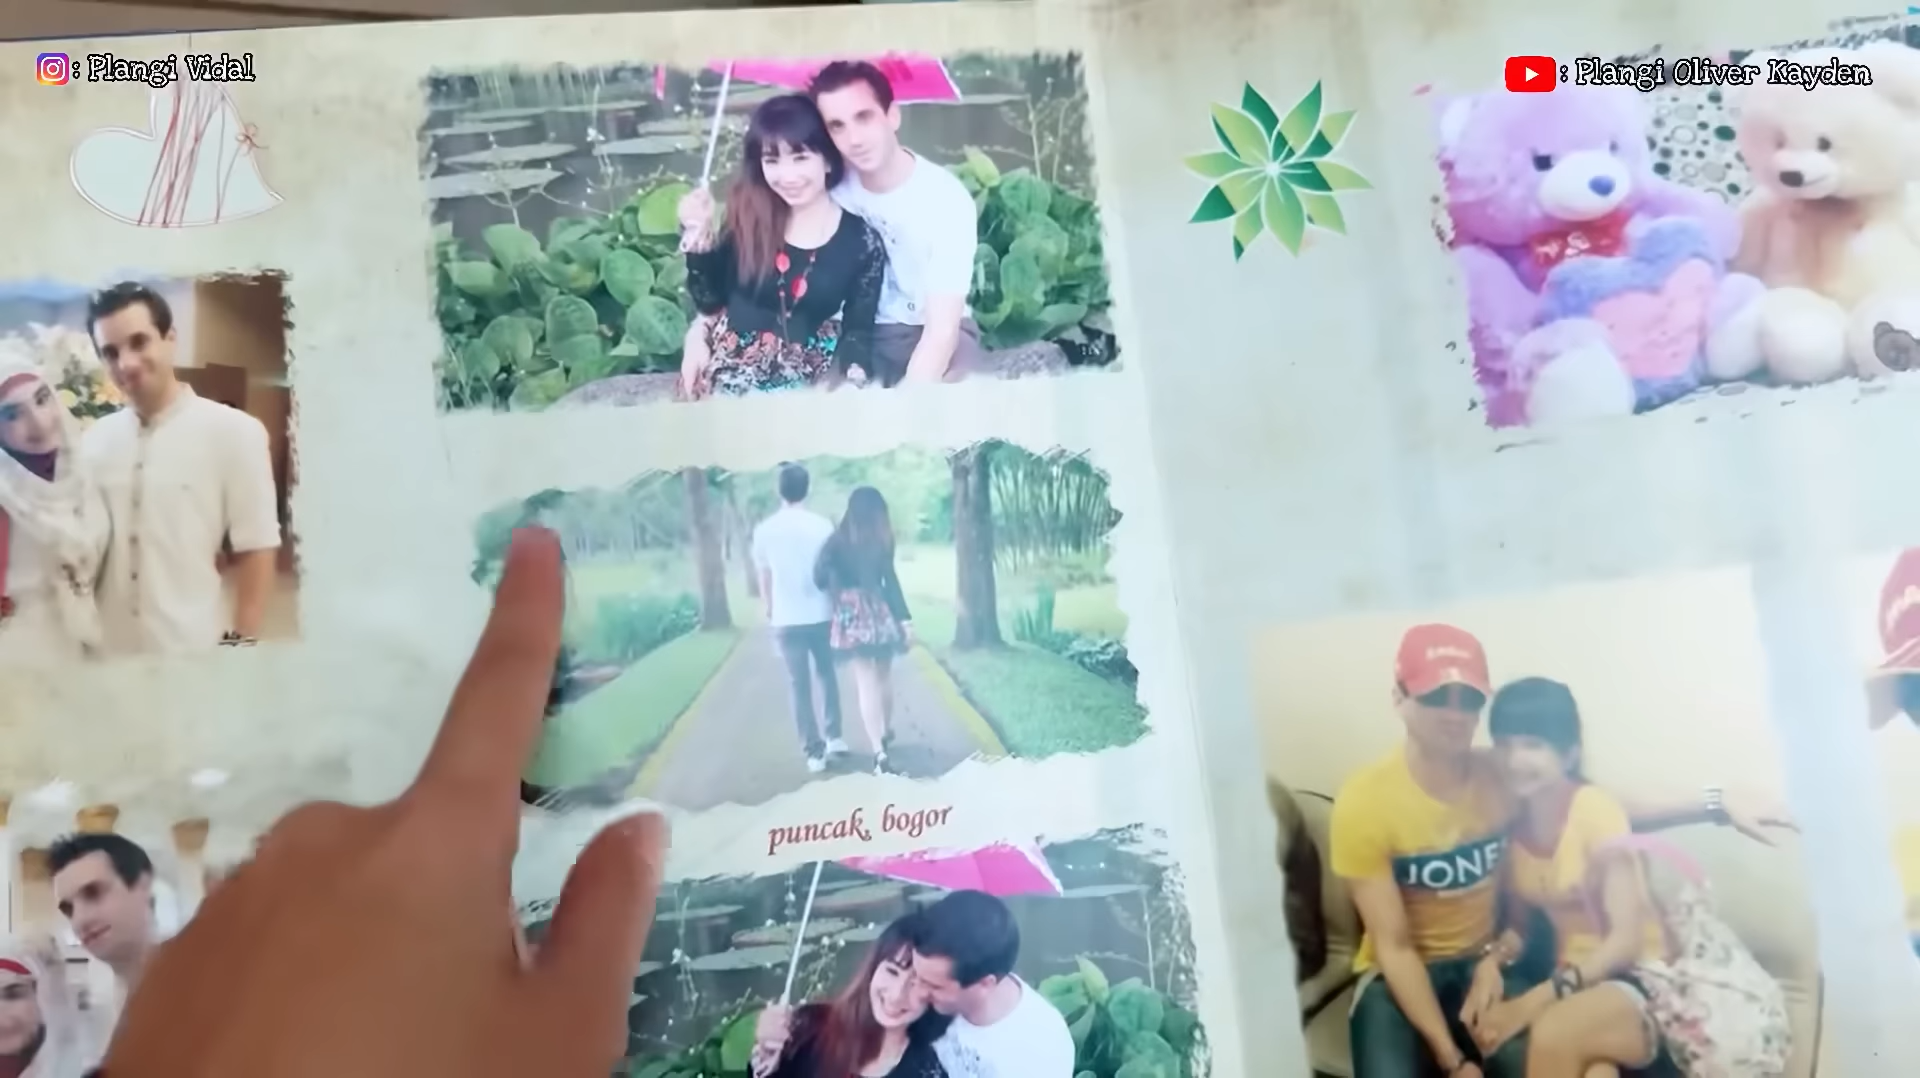 : Plangi Vidal
: Plangi Oliver Kayden
puncak, bogor
JONE